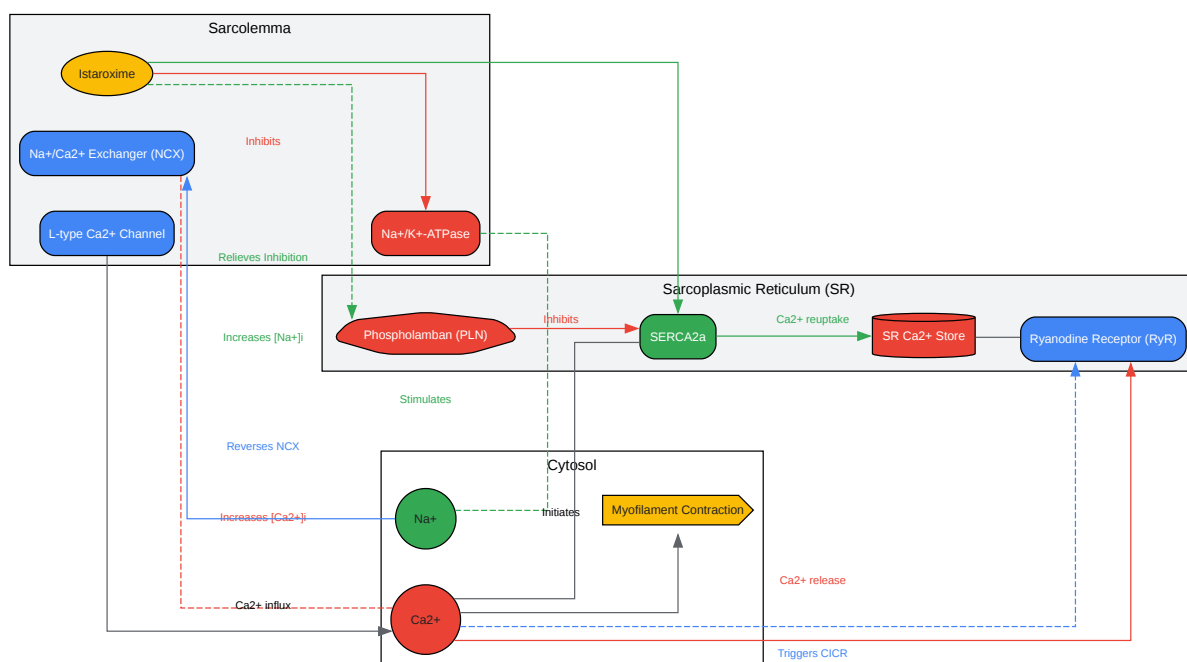 Sarcolemma
Istaroxime
Inhibits
Na+/Ca2+ Exchanger (NCX)
L-type Ca2+ Channel
Na+/K+-ATPase
Relieves Inhibition
Sarcoplasmic Reticulum (SR)
Phospholamban (PLN)
Inhibits
SERCA2a
Ca2+ reuptake
SR Ca2+ Store
Ryanodine Receptor (RyR)
Increases [Na+]i
Stimulates
Reverses NCX
Cytosol
Increases [Ca2+]i
Na+
Initiates
Myofilament Contraction
Ca2+ release
Ca2+ influx
Ca2+
Triggers CICR